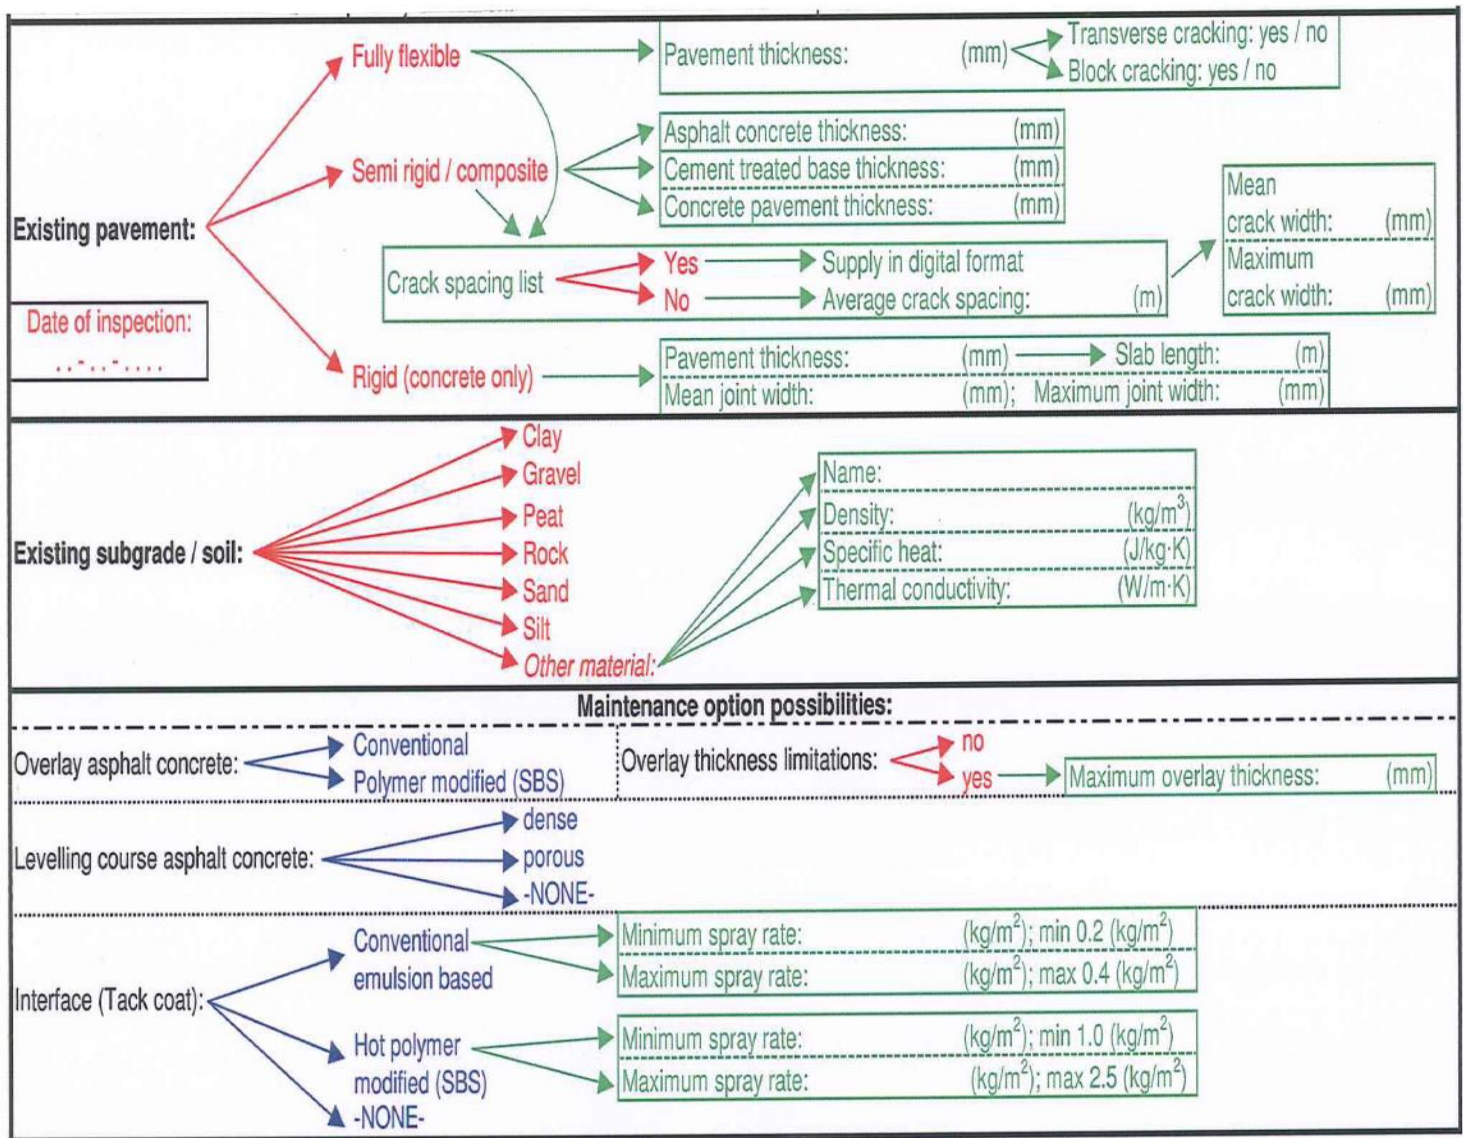 Fully flexible
Pavement thickness: (mm)
Transverse cracking: yes / no
Block cracking: yes / no
Semi rigid / composite
Asphalt concrete thickness: (mm)
Cement treated base thickness: (mm)
Concrete pavement thickness: (mm)
Existing pavement:
Mean
crack width: (mm)
Maximum
crack width: (mm)
Crack spacing list
Yes
Supply in digital format
No
Average crack spacing: (m)
Date of inspection:
..-..-....
Rigid (concrete only)
Pavement thickness: (mm) Slab length: (m)
Mean joint width: (mm); Maximum joint width: (mm)
Existing subgrade / soil:
Clay
Gravel
Peat
Rock
Sand
Silt
Other material:
Name:
Density: (kg/m³)
Specific heat: (J/kg·K)
Thermal conductivity: (W/m·K)
Maintenance option possibilities:
Overlay asphalt concrete:
Conventional
Polymer modified (SBS)
Overlay thickness limitations:
no
yes
Maximum overlay thickness: (mm)
Levelling course asphalt concrete:
dense
porous
-NONE-
Interface (Tack coat):
Conventional
emulsion based
Minimum spray rate: (kg/m²); min 0.2 (kg/m²)
Maximum spray rate: (kg/m²); max 0.4 (kg/m²)
Hot polymer
modified (SBS)
Minimum spray rate: (kg/m²); min 1.0 (kg/m²)
Maximum spray rate: (kg/m²); max 2.5 (kg/m²)
-NONE-